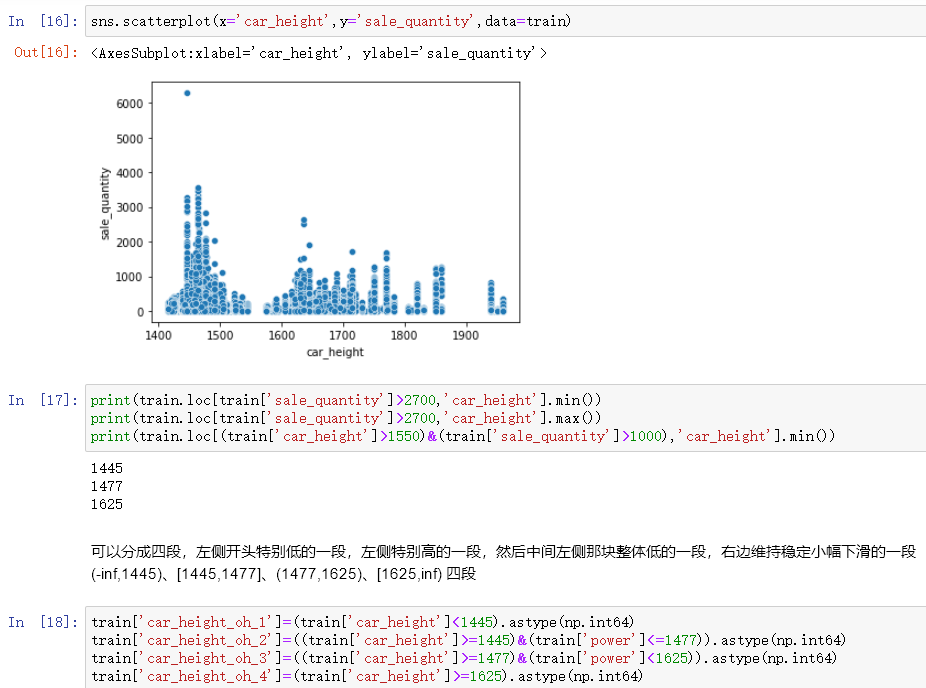 In [16]: sns.scatterplot(x='car_height',y='sale_quantity',data=train)
Out[16]: <AxesSubplot:xlabel='car_height', ylabel='sale_quantity'>
6000
5000
4000
3000
2000
1000
0
sale_quantity
1400 1500 1600 1700 1800 1900
car_height
In [17]: print(train.loc[train['sale_quantity']>2700,'car_height'].min())
print(train.loc[train['sale_quantity']>2700,'car_height'].max())
print(train.loc[(train['car_height']>1550)&(train['sale_quantity']>1000),'car_height'].min())
1445
1477
1625
可以分成四段，左侧开头特别低的一段，左侧特别高的一段，然后中间左侧那块整体低的一段，右边维持稳定小幅下滑的一段
(-inf,1445)、[1445,1477]、(1477,1625)、[1625,inf) 四段
In [18]: train['car_height_oh_1']=(train['car_height']<1445).astype(np.int64)
train['car_height_oh_2']=((train['car_height']>=1445)&(train['power']<=1477)).astype(np.int64)
train['car_height_oh_3']=((train['car_height']>=1477)&(train['power']<1625)).astype(np.int64)
train['car_height_oh_4']=(train['car_height']>=1625).astype(np.int64)